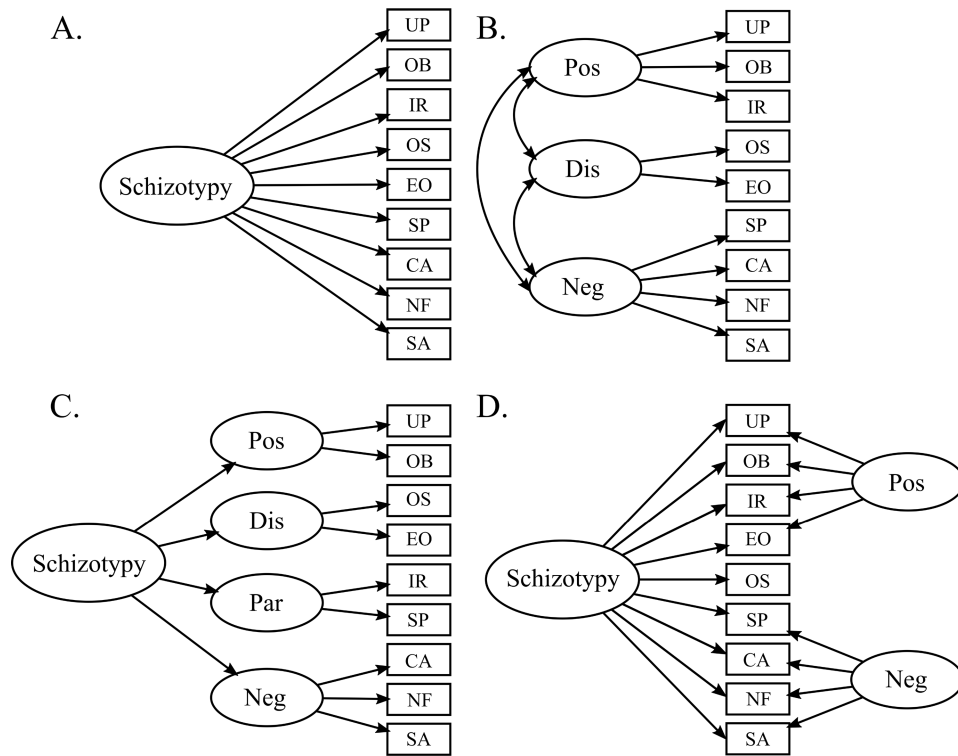 A.
Schizotypy
UP
OB
IR
OS
EO
SP
CA
NF
SA
B.
Pos
Dis
Neg
UP
OB
IR
OS
EO
SP
CA
NF
SA
C.
Schizotypy
Pos
Dis
Par
Neg
UP
OB
OS
EO
IR
SP
CA
NF
SA
D.
Schizotypy
UP
OB
IR
EO
OS
SP
CA
NF
SA
Pos
Neg